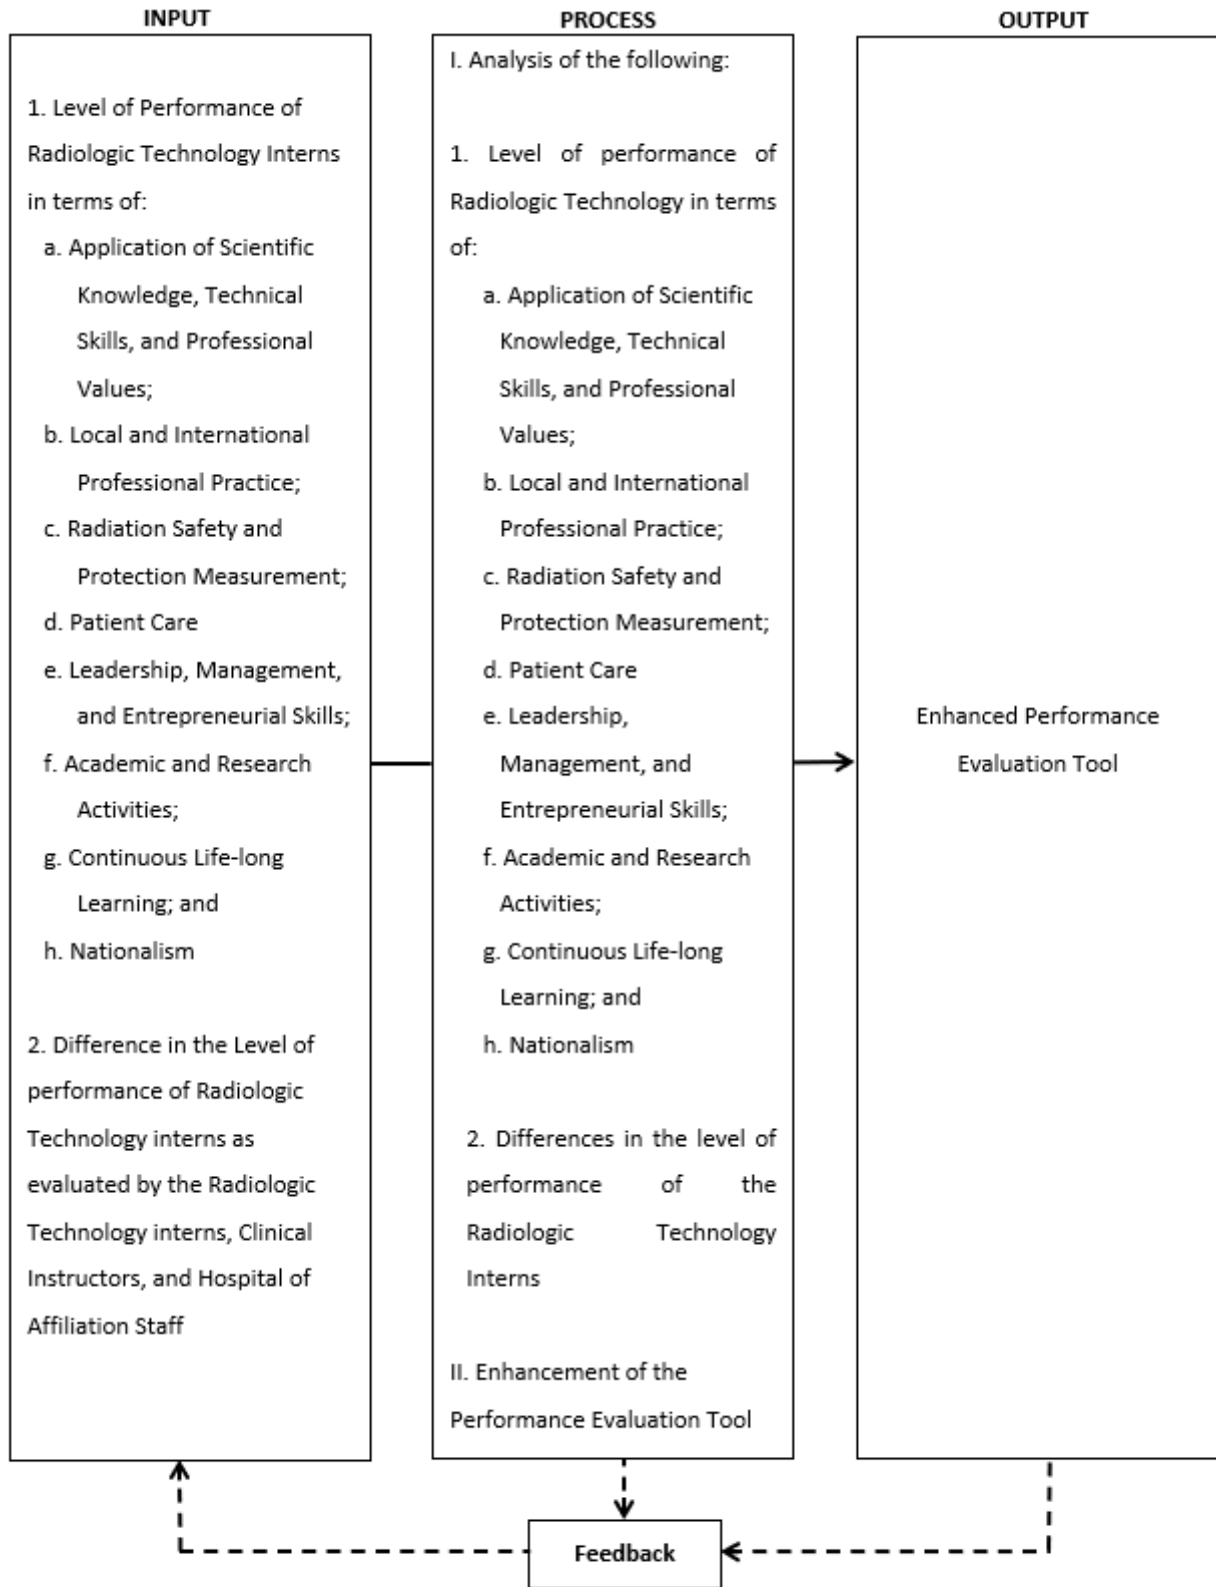 INPUT
1. Level of Performance of
Radiologic Technology Interns
in terms of:
a. Application of Scientific
Knowledge, Technical
Skills, and Professional
Values;
b. Local and International
Professional Practice;
c. Radiation Safety and
Protection Measurement;
d. Patient Care
e. Leadership, Management,
and Entrepreneurial Skills;
f. Academic and Research
Activities;
g. Continuous Life-long
Learning; and
h. Nationalism
2. Difference in the Level of
performance of Radiologic
Technology interns as
evaluated by the Radiologic
Technology interns, Clinical
Instructors, and Hospital of
Affiliation Staff
PROCESS
I. Analysis of the following:
1. Level of performance of
Radiologic Technology in terms
of:
a. Application of Scientific
Knowledge, Technical
Skills, and Professional
Values;
b. Local and International
Professional Practice;
c. Radiation Safety and
Protection Measurement;
d. Patient Care
e. Leadership,
Management, and
Entrepreneurial Skills;
f. Academic and Research
Activities;
g. Continuous Life-long
Learning; and
h. Nationalism
2. Differences in the level of
performance of the
Radiologic Technology
Interns
II. Enhancement of the
Performance Evaluation Tool
OUTPUT
Enhanced Performance
Evaluation Tool
Feedback